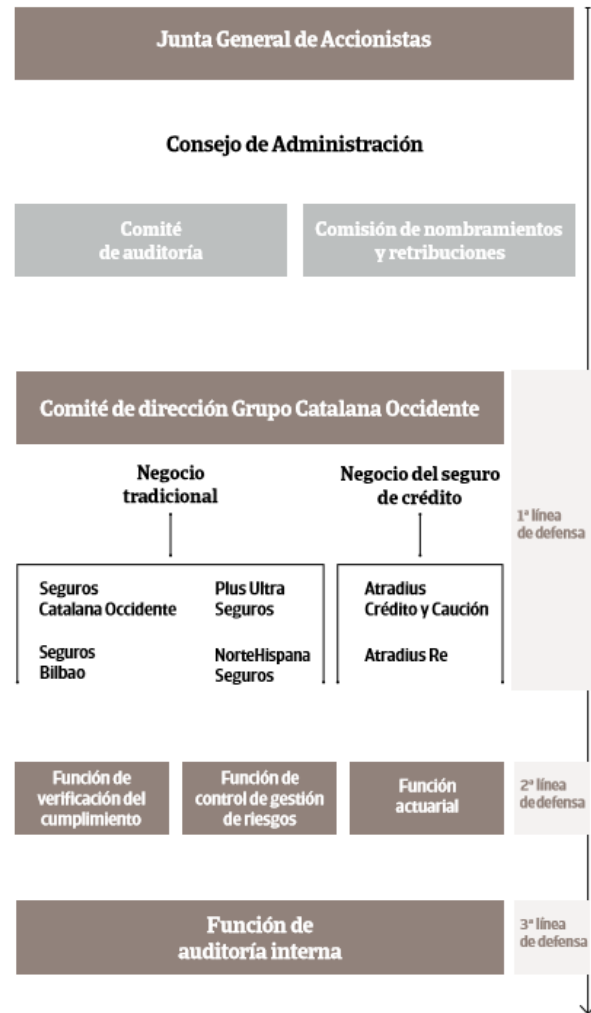 Junta General de Accionistas
Consejo de Administración
Comité
de auditoría
Comisión de nombramientos
y retribuciones
Comité de dirección Grupo Catalana Occidente
1ª línea
de defensa
Negocio
tradicional
Negocio del seguro
de crédito
Seguros
Catalana Occidente
Plus Ultra
Seguros
Seguros
Bilbao
NorteHispana
Seguros
Atradius
Crédito y Caución
Atradius Re
Función de
verificación del
cumplimiento
Función de
control de gestión
de riesgos
Función
actuarial
2ª línea
de defensa
Función de
auditoría interna
3ª línea
de defensa